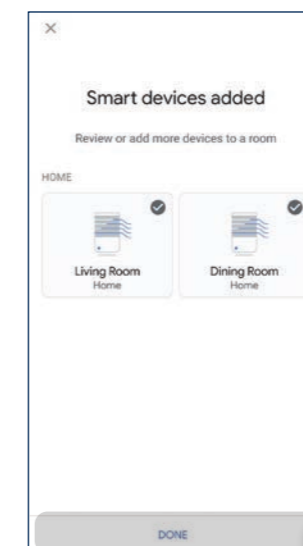 Smart devices added
Review or add more devices to a room
HOME
Living Room
Home
Dining Room
Home
DONE